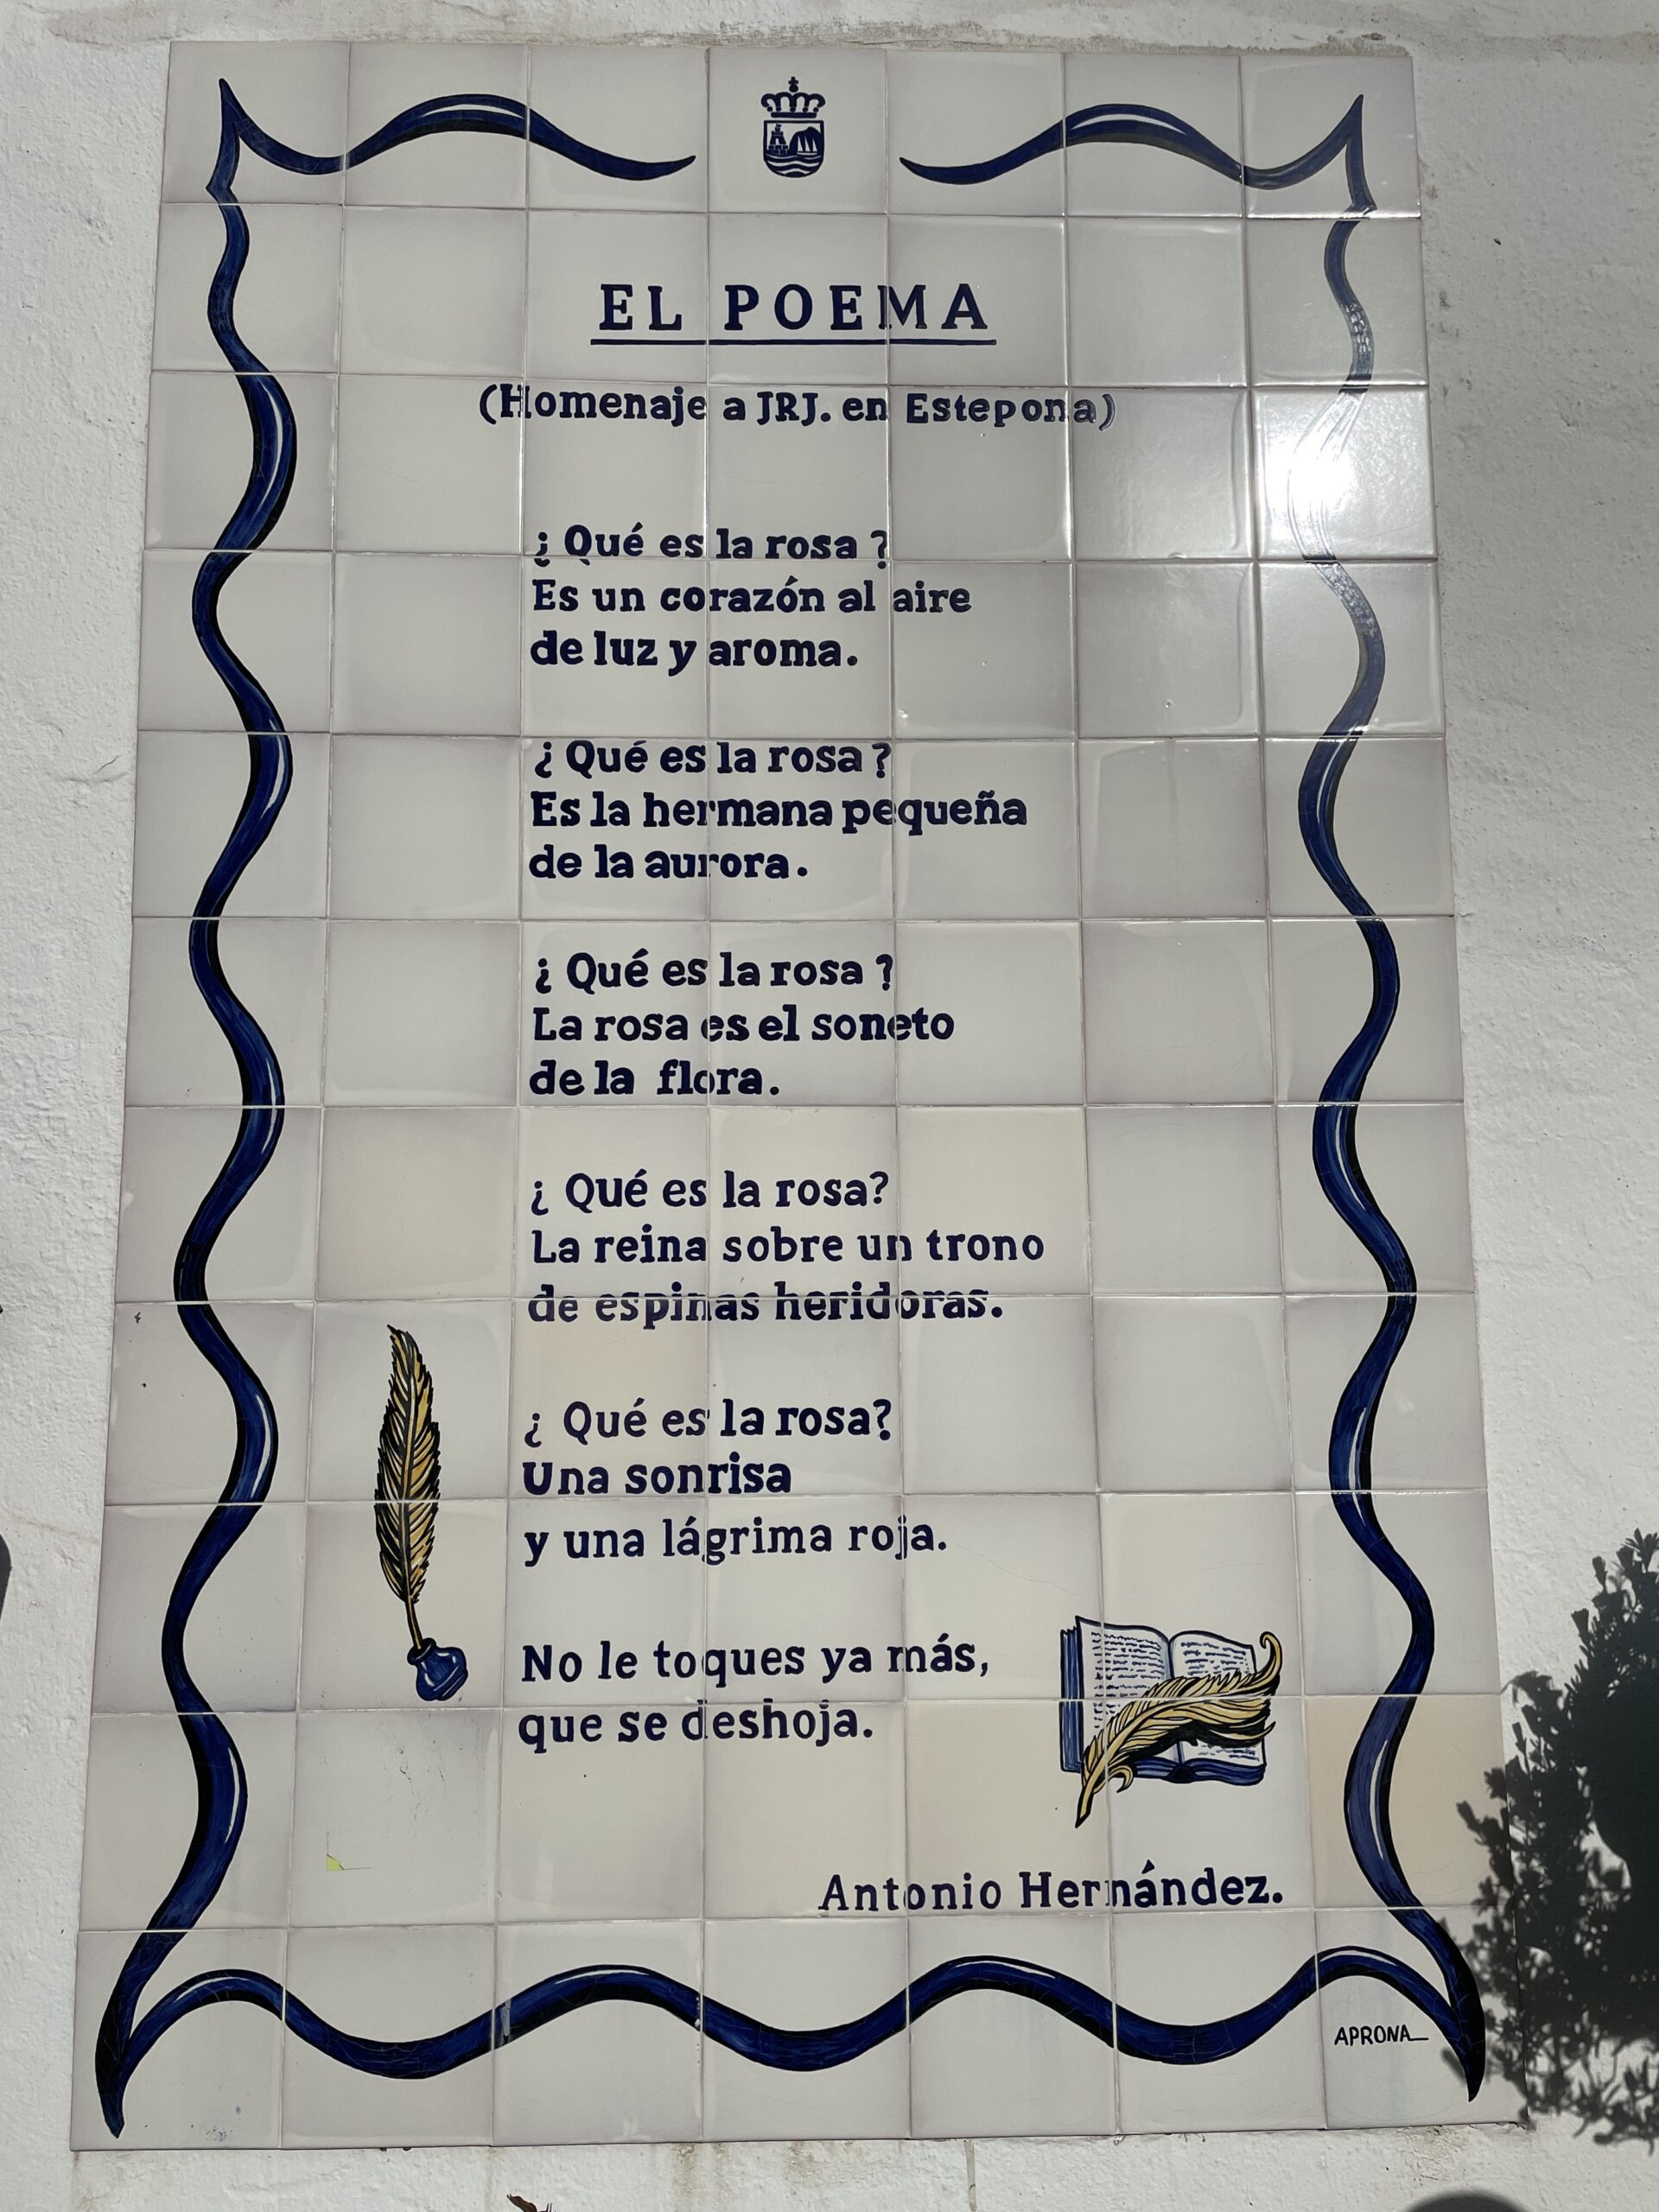 EL POEMA
(Homenaje a JRJ. en Estepona)
¿Qué es la rosa?
Es un corazón al aire
de luz y aroma.
¿Qué es la rosa?
Es la hermana pequeña
de la aurora.
¿Qué es la rosa?
La rosa es el soneto
de la flora.
¿Qué es la rosa?
La reina sobre un trono
de espinas heridoras.
¿Qué es la rosa?
Una sonrisa
y una lágrima roja.
No le toques ya más,
que se deshoja.
Antonio Hernández.
APRONA